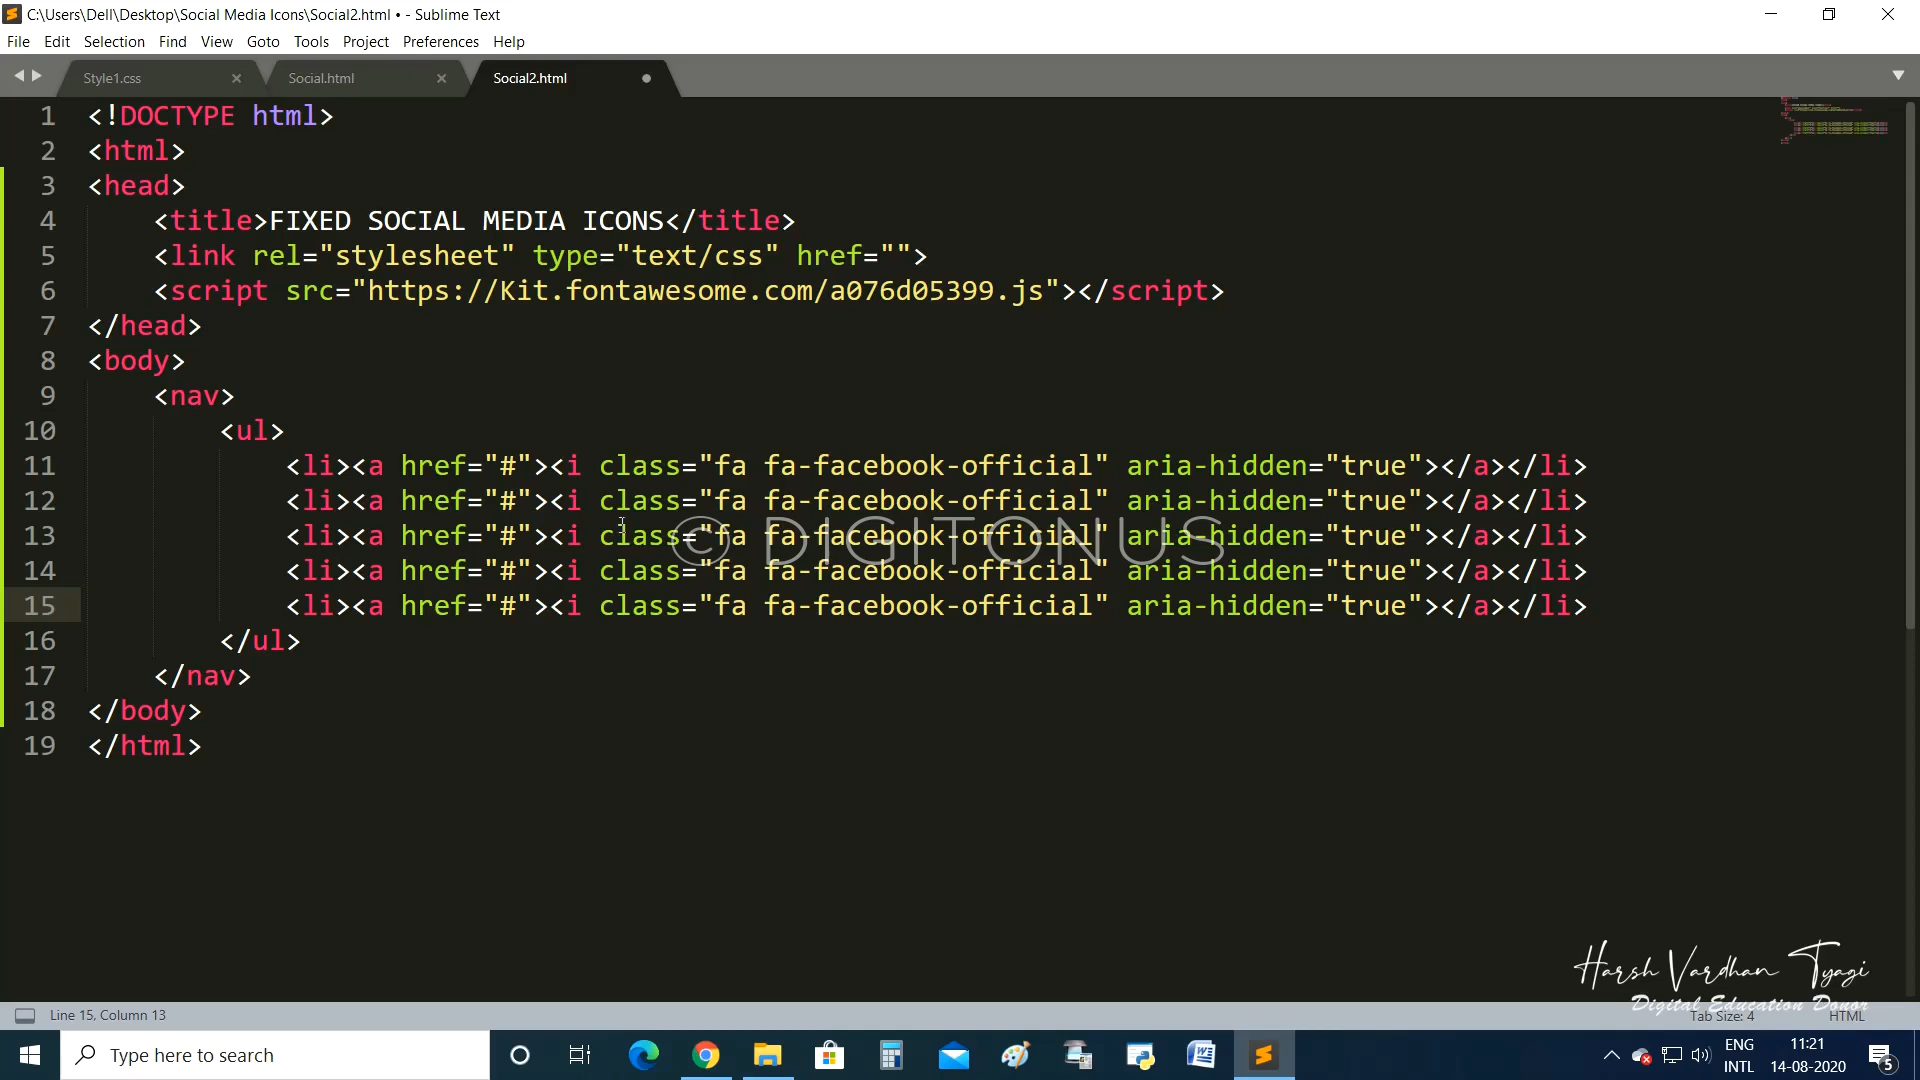 C:\Users\Dell\Desktop\Social Media Icons\Social2.html • - Sublime Text
File Edit Selection Find View Goto Tools Project Preferences Help
Style1.css Social.html Social2.html
1 <!DOCTYPE html>
2 <html>
3 <head>
4 <title>FIXED SOCIAL MEDIA ICONS</title>
5 <link rel="stylesheet" type="text/css" href="">
6 <script src="https://Kit.fontawesome.com/a076d05399.js"></script>
7 </head>
8 <body>
9 <nav>
10 <ul>
11 <li><a href="#"><i class="fa fa-facebook-official" aria-hidden="true"></a></li>
12 <li><a href="#"><i class="fa fa-facebook-official" aria-hidden="true"></a></li>
13 <li><a href="#"><i class="fa fa-facebook-official" aria-hidden="true"></a></li>
© DIGITONUS
14 <li><a href="#"><i class="fa fa-facebook-official" aria-hidden="true"></a></li>
15 <li><a href="#"><i class="fa fa-facebook-official" aria-hidden="true"></a></li>
16 </ul>
17 </nav>
18 </body>
19 </html>
Harsh Vardhan Tyagi
Digital Education Donor
Line 15, Column 13 Tab Size: 4 HTML
Type here to search
ENG 11:21
INTL 14-08-2020 5